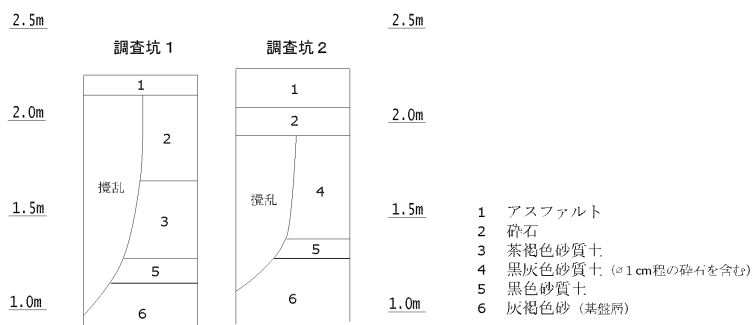 2.5m
2.5m
調査坑1
調査坑2
1
1
2.0m
2.0m
2
2
攪乱
攪乱
4
1.5m
1.5m
3
5
5
1.0m
1.0m
6
6
1 アスファルト
2 砕石
3 茶褐色砂質土
4 黒灰色砂質土(⌀1cm程の砕石を含む)
5 黒色砂質土
6 灰褐色砂(基盤層)